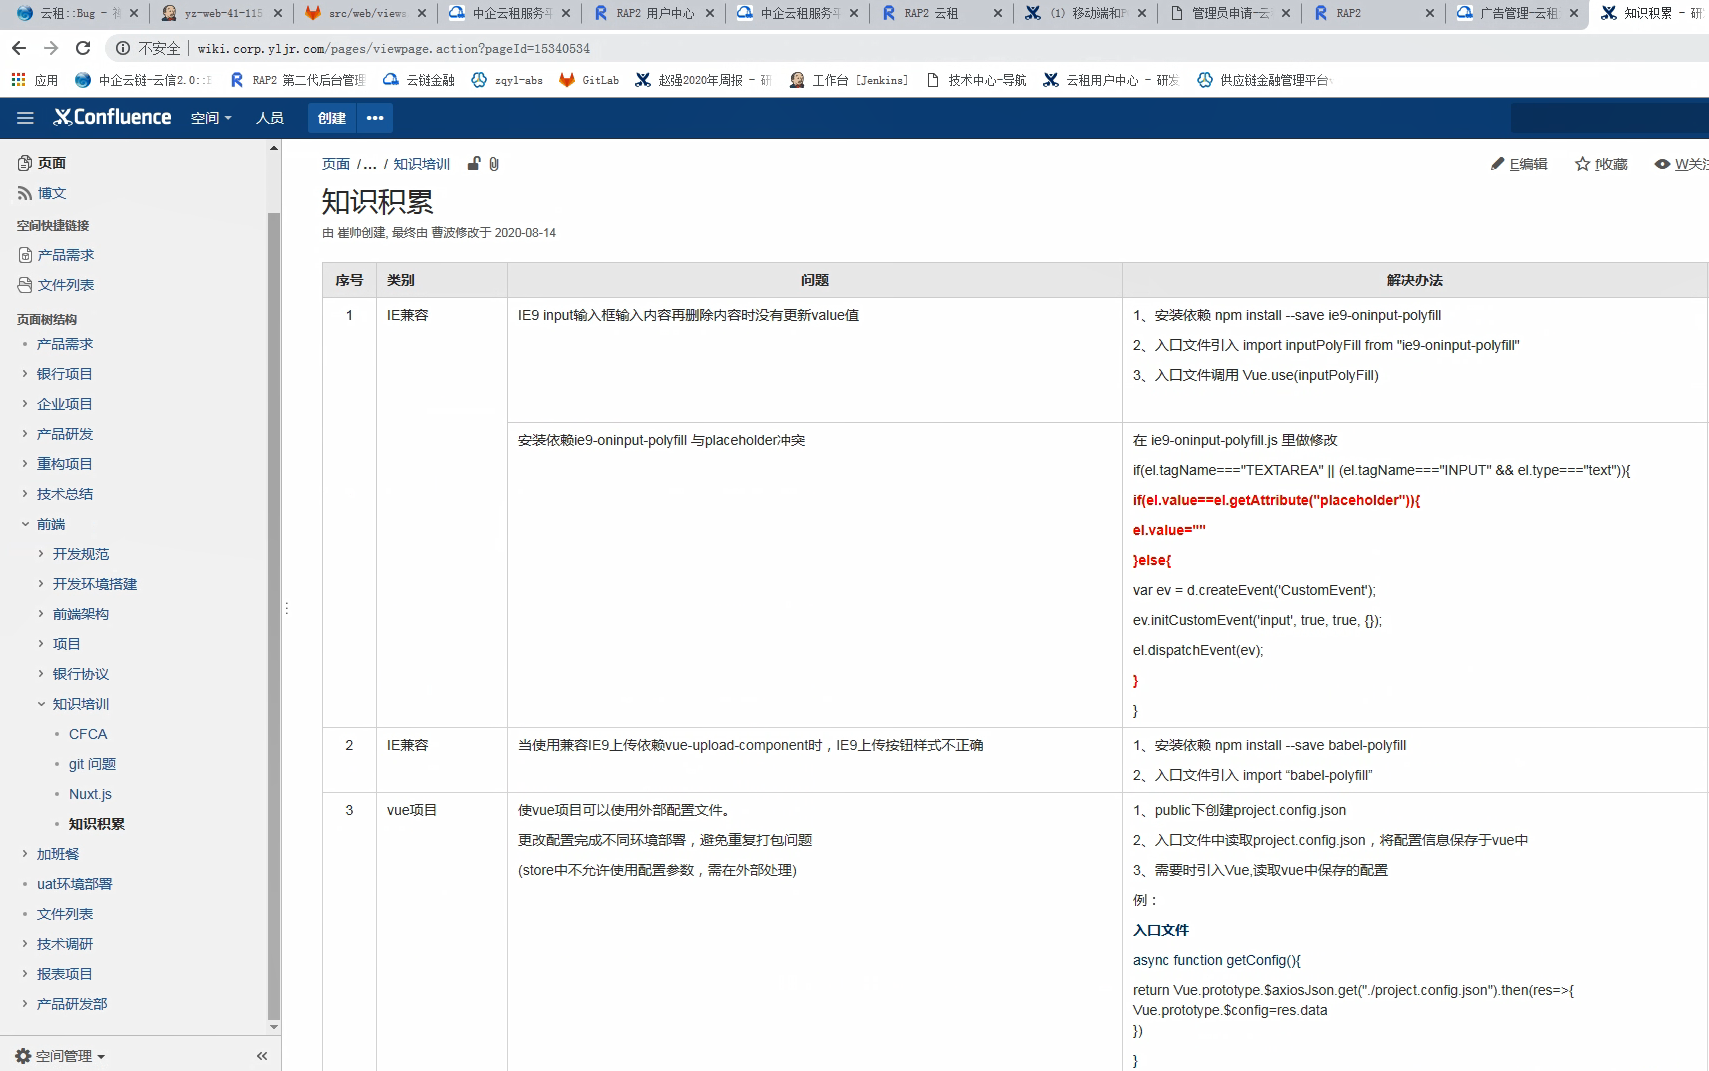 云租::Bug - 
yz-web-41-115
src/web/views
中企云租服务平
RAP2 用户中心
中企云租服务平
RAP2 云租
(1) 移动端和P
管理员申请-云
RAP2
广告管理-云租
知识积累 - 研
不安全 | wiki.corp.yljr.com/pages/viewpage.action?pageId=15340534
应用 中企云链-云信2.0:: RAP2 第二代后台管理 云链金融 zqyl-abs GitLab 赵强2020年周报 - 研 工作台 [Jenkins] 技术中心-导航 云租用户中心 - 研发 供应链金融管理平台
Confluence 空间 人员 创建 •••
页面
博文
空间快捷链接
产品需求
文件列表
页面树结构
产品需求
银行项目
企业项目
产品研发
重构项目
技术总结
前端
开发规范
开发环境搭建
前端架构
项目
银行协议
知识培训
CFCA
git 问题
Nuxt.js
知识积累
加班餐
uat环境部署
文件列表
技术调研
报表项目
产品研发部
空间管理
页面 /... / 知识培训
E编辑 f收藏 W关注
知识积累
由 崔帅创建, 最终由 曹波修改于 2020-08-14
序号 类别 问题 解决办法
1 IE兼容 IE9 input输入框输入内容再删除内容时没有更新value值
1、安装依赖 npm install --save ie9-oninput-polyfill
2、入口文件引入 import inputPolyFill from "ie9-oninput-polyfill"
3、入口文件调用 Vue.use(inputPolyFill)
安装依赖ie9-oninput-polyfill 与placeholder冲突
在 ie9-oninput-polyfill.js 里做修改
if(el.tagName==="TEXTAREA" || (el.tagName==="INPUT" && el.type==="text")){
if(el.value==el.getAttribute("placeholder")){
el.value=""
}else{
var ev = d.createEvent('CustomEvent');
ev.initCustomEvent('input', true, true, {});
el.dispatchEvent(ev);
}
}
2 IE兼容 当使用兼容IE9上传依赖vue-upload-component时，IE9上传按钮样式不正确
1、安装依赖 npm install --save babel-polyfill
2、入口文件引入 import “babel-polyfill”
3 vue项目 使vue项目可以使用外部配置文件。
更改配置完成不同环境部署，避免重复打包问题
(store中不允许使用配置参数，需在外部处理)
1、public下创建project.config.json
2、入口文件中读取project.config.json，将配置信息保存于vue中
3、需要时引入Vue,读取vue中保存的配置
例：
入口文件
async function getConfig(){
return Vue.prototype.$axiosJson.get("./project.config.json").then(res=>{
Vue.prototype.$config=res.data
})
}